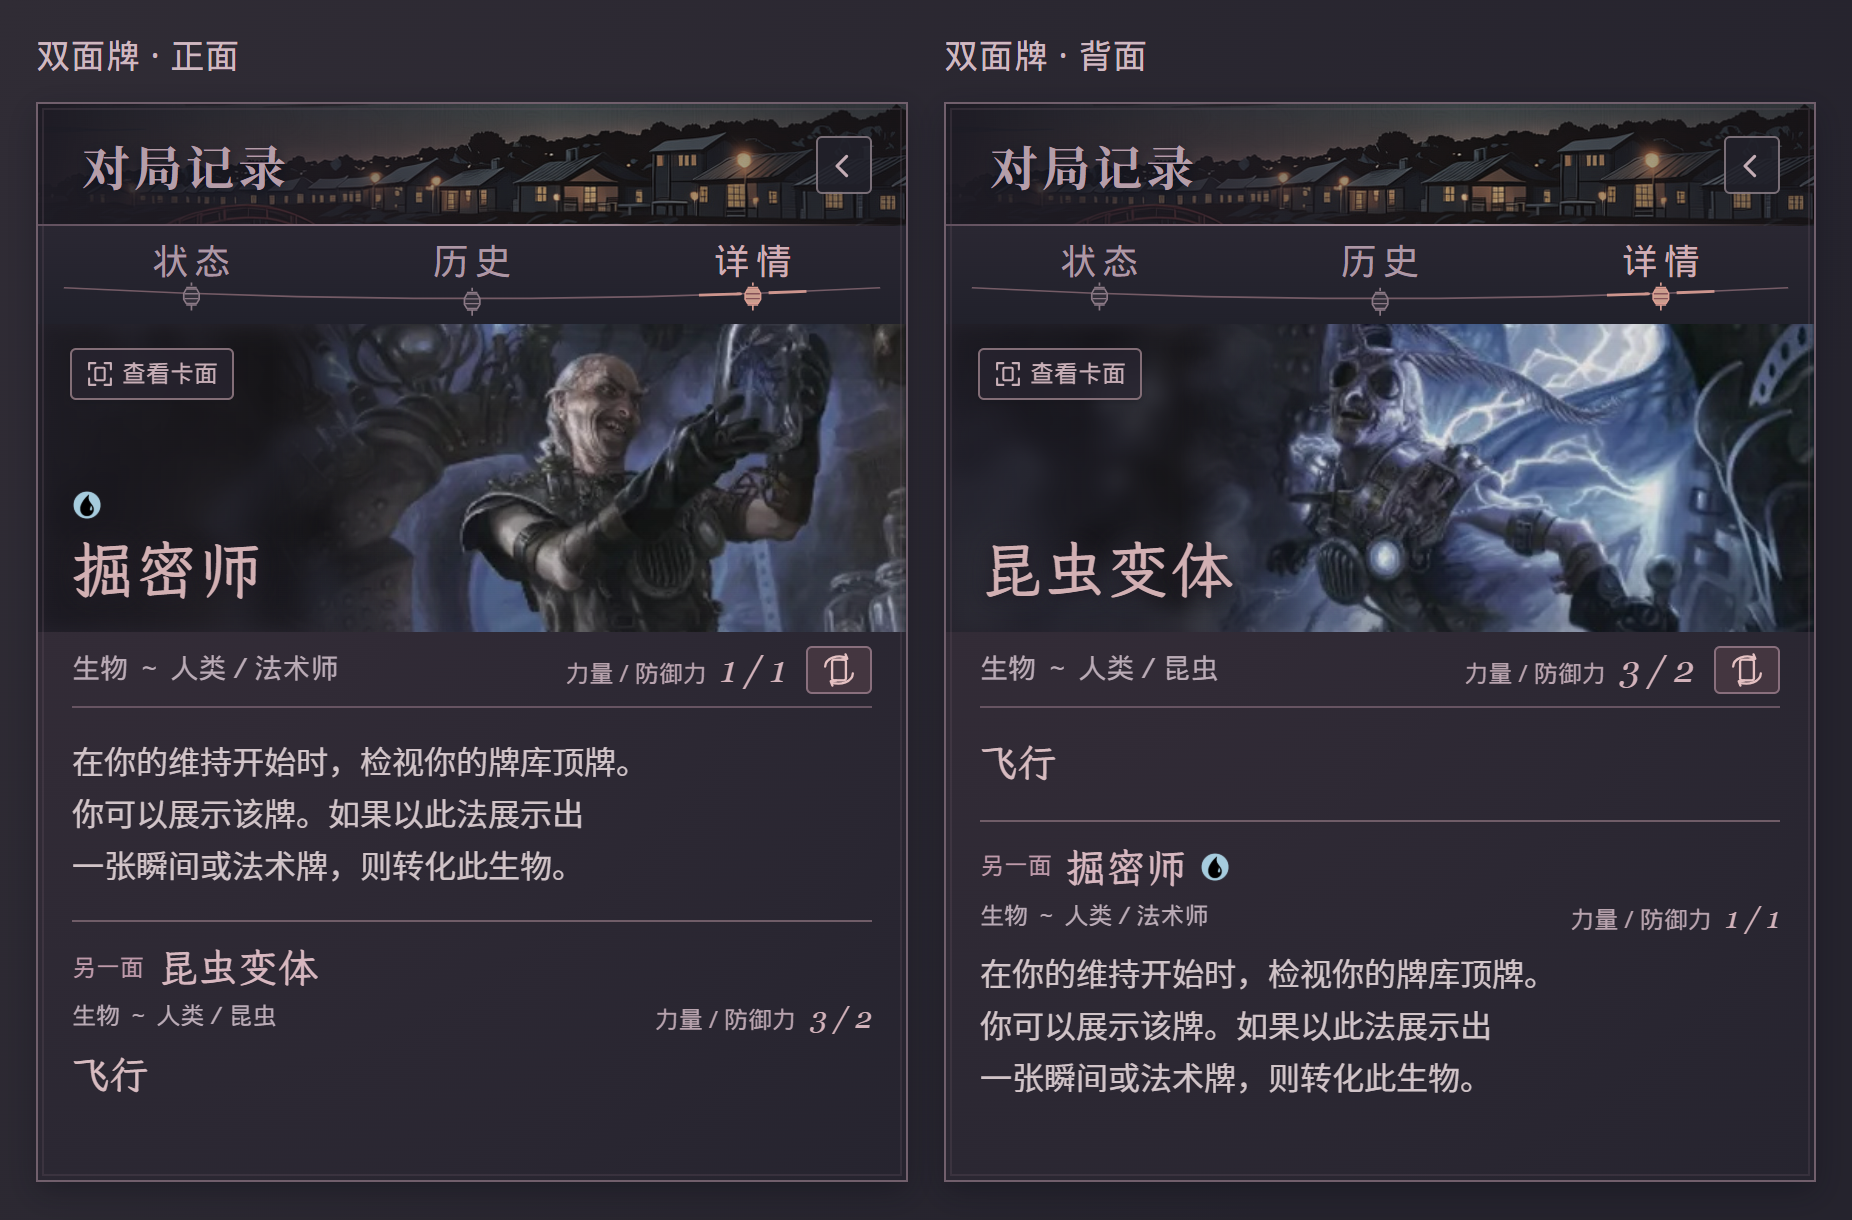 双面牌 · 正面
对局记录
状态 历史 详情
查看卡面
掘密师
生物 ~ 人类 / 法术师 力量 / 防御力 1 / 1
在你的维持开始时，检视你的牌库顶牌。
你可以展示该牌。如果以此法展示出
一张瞬间或法术牌，则转化此生物。
另一面 昆虫变体
生物 ~ 人类 / 昆虫 力量 / 防御力 3 / 2
飞行
双面牌 · 背面
对局记录
状态 历史 详情
查看卡面
昆虫变体
生物 ~ 人类 / 昆虫 力量 / 防御力 3 / 2
飞行
另一面 掘密师
生物 ~ 人类 / 法术师 力量 / 防御力 1 / 1
在你的维持开始时，检视你的牌库顶牌。
你可以展示该牌。如果以此法展示出
一张瞬间或法术牌，则转化此生物。